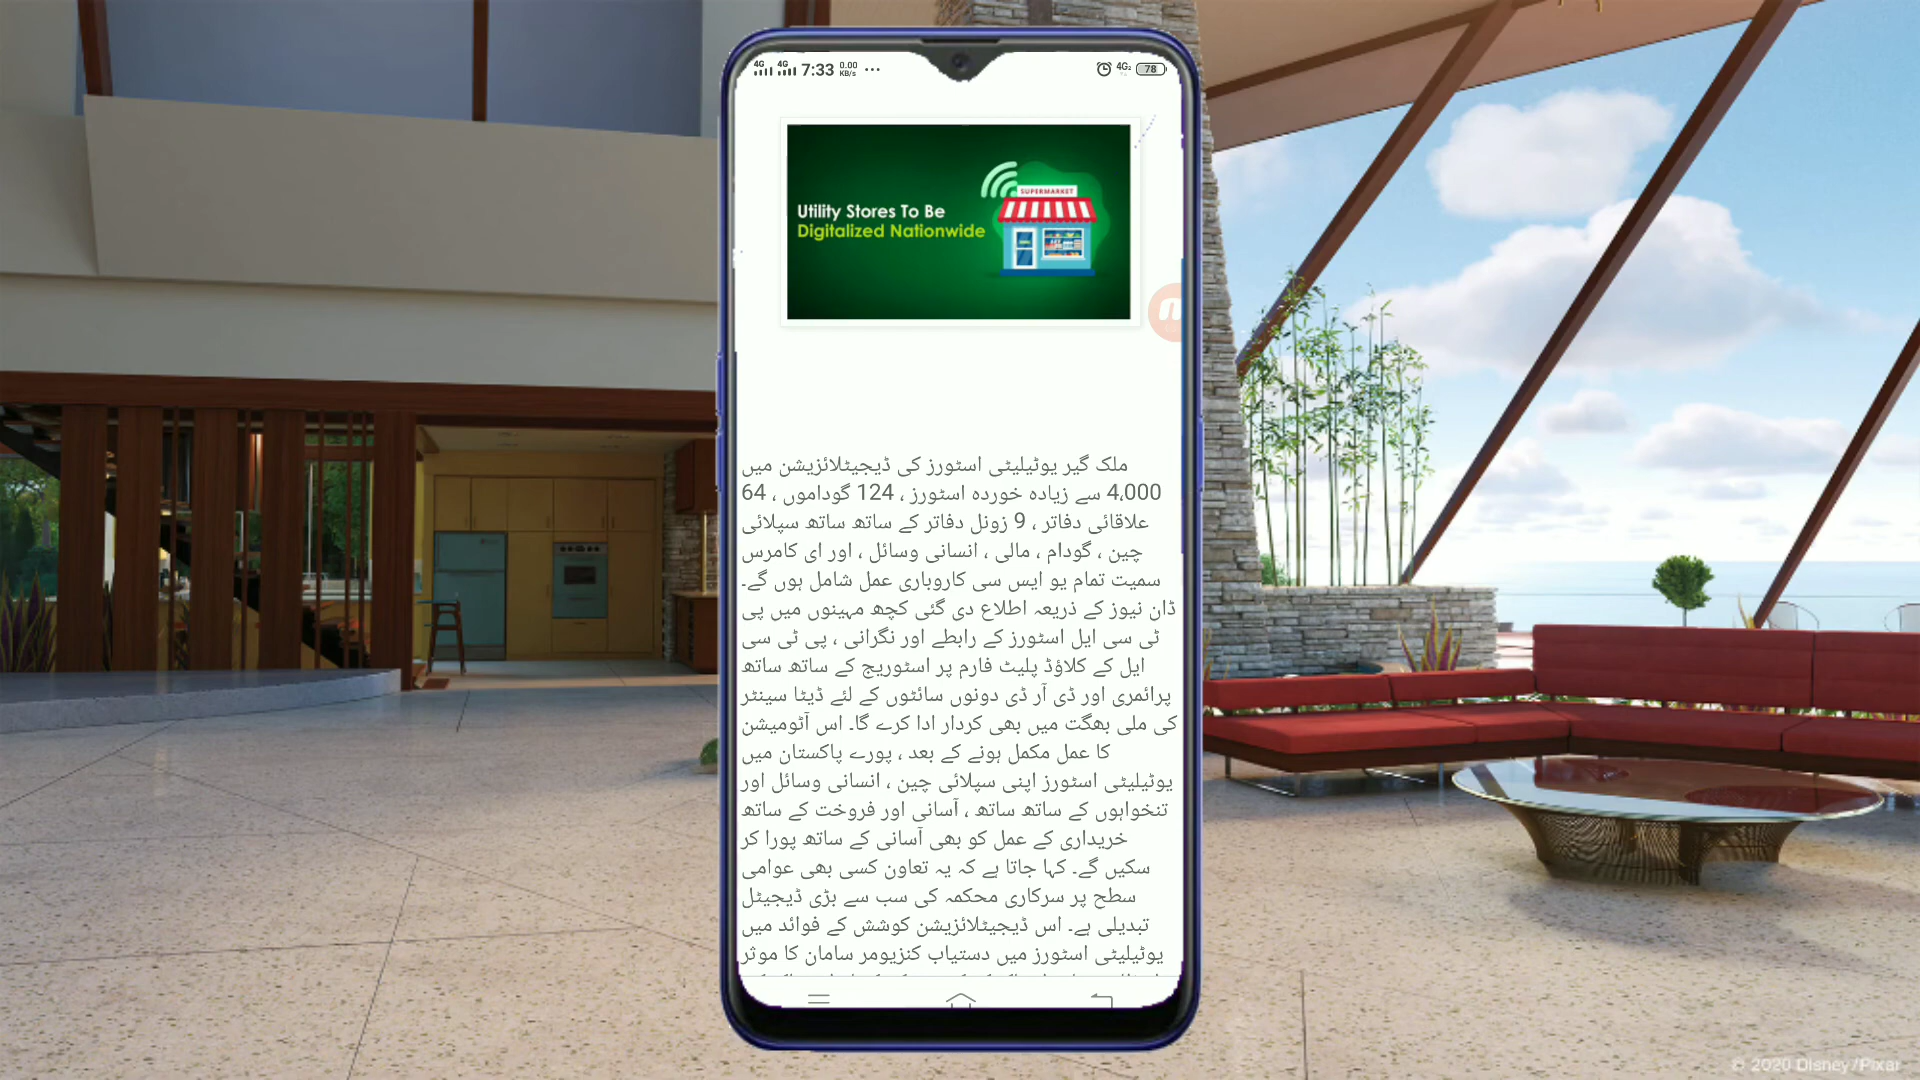 4G 4G 7:33 0.00 KB/s ...
4G2 78
SUPERMARKET
Utility Stores To Be
Digitalized Nationwide
ملک گیر یوٹیلیٹی اسٹورز کی ڈیجیٹلائزیشن میں
4,000 سے زیادہ خوردہ اسٹورز ، 124 گوداموں ، 64
علاقائی دفاتر ، 9 زونل دفاتر کے ساتھ ساتھ سپلائی
چین ، گودام ، مالی ، انسانی وسائل ، اور ای کامرس
سمیت تمام یو ایس سی کاروباری عمل شامل ہوں گے۔
ڈان نیوز کے ذریعہ اطلاع دی گئی کچھ مہینوں میں پی
ٹی سی ایل اسٹورز کے رابطے اور نگرانی ، پی ٹی سی
ایل کے کلاؤڈ پلیٹ فارم پر اسٹوریج کے ساتھ ساتھ
پرائمری اور ڈی آر ڈی دونوں سائٹوں کے لئے ڈیٹا سینٹر
کی ملی بھگت میں بھی کردار ادا کرے گا۔ اس آٹومیشن
کا عمل مکمل ہونے کے بعد ، پورے پاکستان میں
یوٹیلیٹی اسٹورز اپنی سپلائی چین ، انسانی وسائل اور
تنخواہوں کے ساتھ ساتھ ، آسانی اور فروخت کے ساتھ
خریداری کے عمل کو بھی آسانی کے ساتھ پورا کر
سکیں گے۔ کہا جاتا ہے کہ یہ تعاون کسی بھی عوامی
سطح پر سرکاری محکمہ کی سب سے بڑی ڈیجیٹل
تبدیلی ہے۔ اس ڈیجیٹلائزیشن کوشش کے فوائد میں
یوٹیلیٹی اسٹورز میں دستیاب کنزیومر سامان کا موثر
© 2020 Disney/Pixar